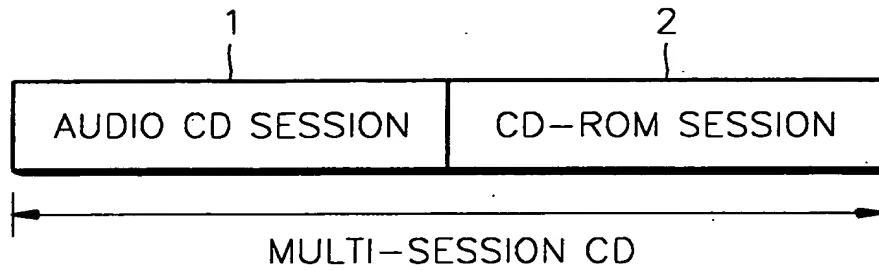 1 2
AUDIO CD SESSION CD-ROM SESSION
MULTI-SESSION CD